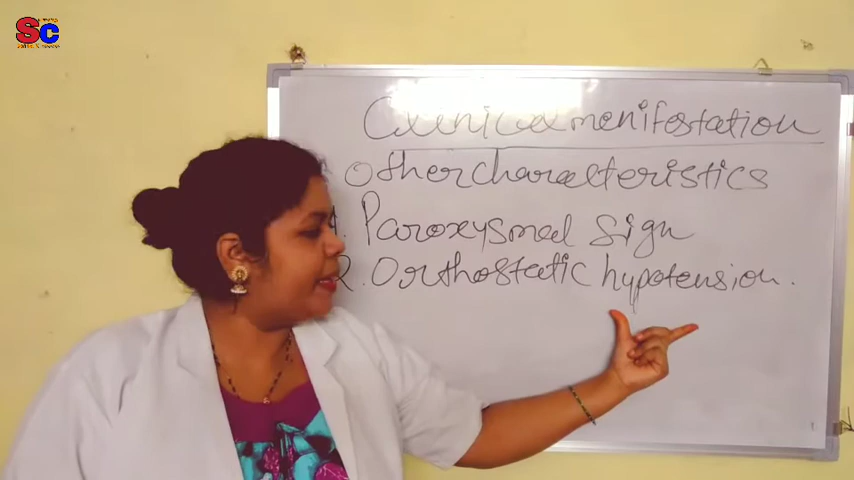 SC
Clinical menifestation
Other characteristics
1. Paroxysmal Sign
2. Orthostatic hypotension.